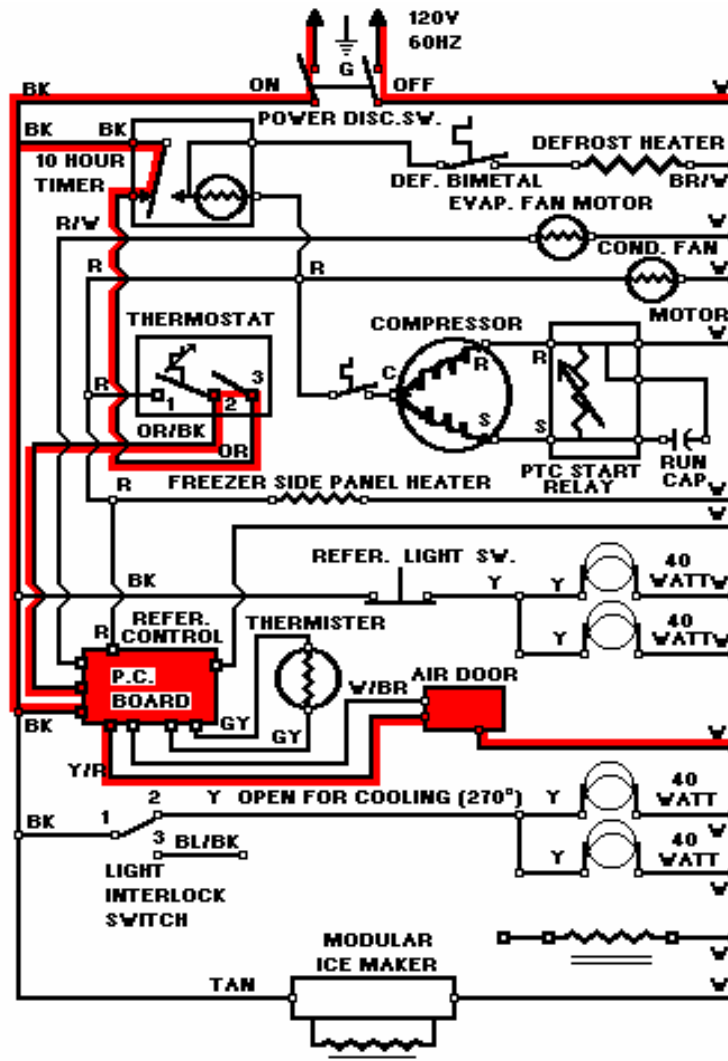 120V
60HZ
G
ON
OFF
BK
W
POWER DISC.SW.
BK
BK
10 HOUR
TIMER
DEFROST HEATER
DEF. BIMETAL
BR/W
EVAP. FAN MOTOR
R/W
W
COND. FAN
R
R
W
MOTOR
THERMOSTAT
COMPRESSOR
W
3
R
R
C
R
1
2
OR/BK
S
S
OR
PTC START
RELAY
RUN
CAP
FREEZER SIDE PANEL HEATER
R
W
W
REFER. LIGHT SW.
BK
Y
Y
40
WATT
W
REFER.
CONTROL
THERMISTER
R
Y
40
WATT
W
P.C.
BOARD
AIR DOOR
W/BR
BK
GY
GY
W
Y/R
2
Y
OPEN FOR COOLING (270°)
Y
40
WATT
BK
1
W
3
BL/BK
Y
40
WATT
LIGHT
INTERLOCK
SWITCH
W
MODULAR
ICE MAKER
W
TAN
W